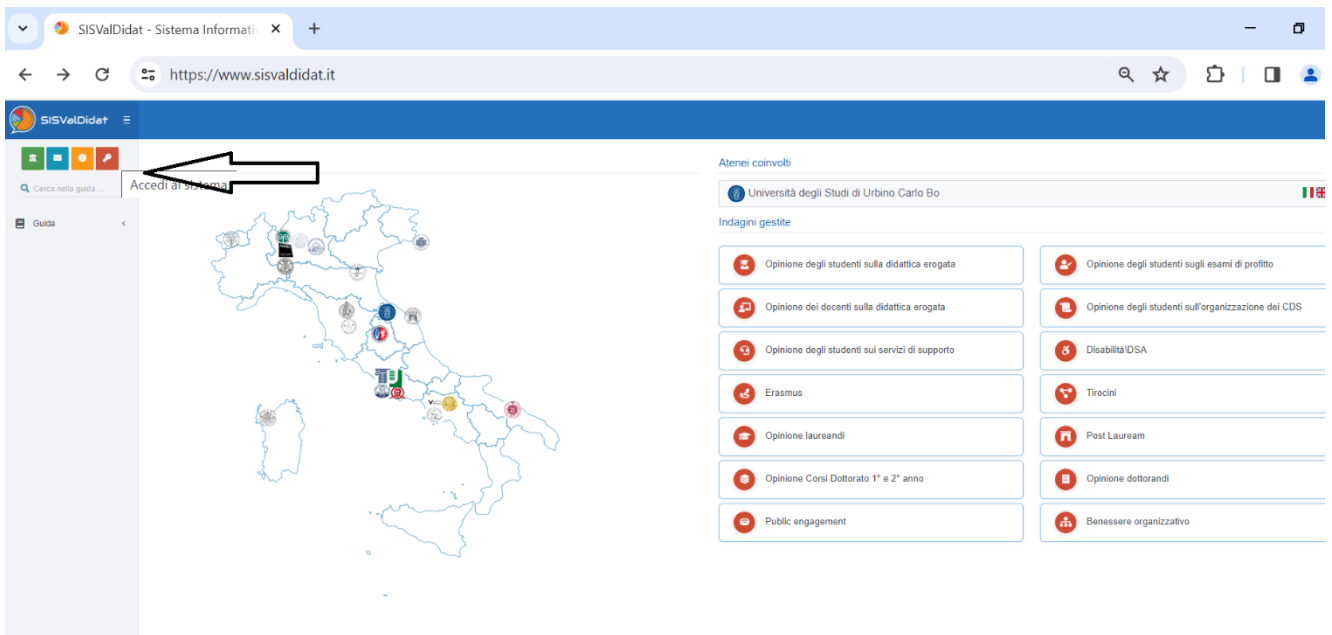 SISValDidat - Sistema Informativ
https://www.sisvaldidat.it
SISValDidat
Cerca nella guida ...
Accedi al sistema
Guida
Atenei coinvolti
Università degli Studi di Urbino Carlo Bo
Indagini gestite
Opinione degli studenti sulla didattica erogata
Opinione degli studenti sugli esami di profitto
Opinione dei docenti sulla didattica erogata
Opinione degli studenti sull'organizzazione dei CDS
Opinione degli studenti sui servizi di supporto
Disabilità\DSA
Erasmus
Tirocini
Opinione laureandi
Post Lauream
Opinione Corsi Dottorato 1° e 2° anno
Opinione dottorandi
Public engagement
Benessere organizzativo